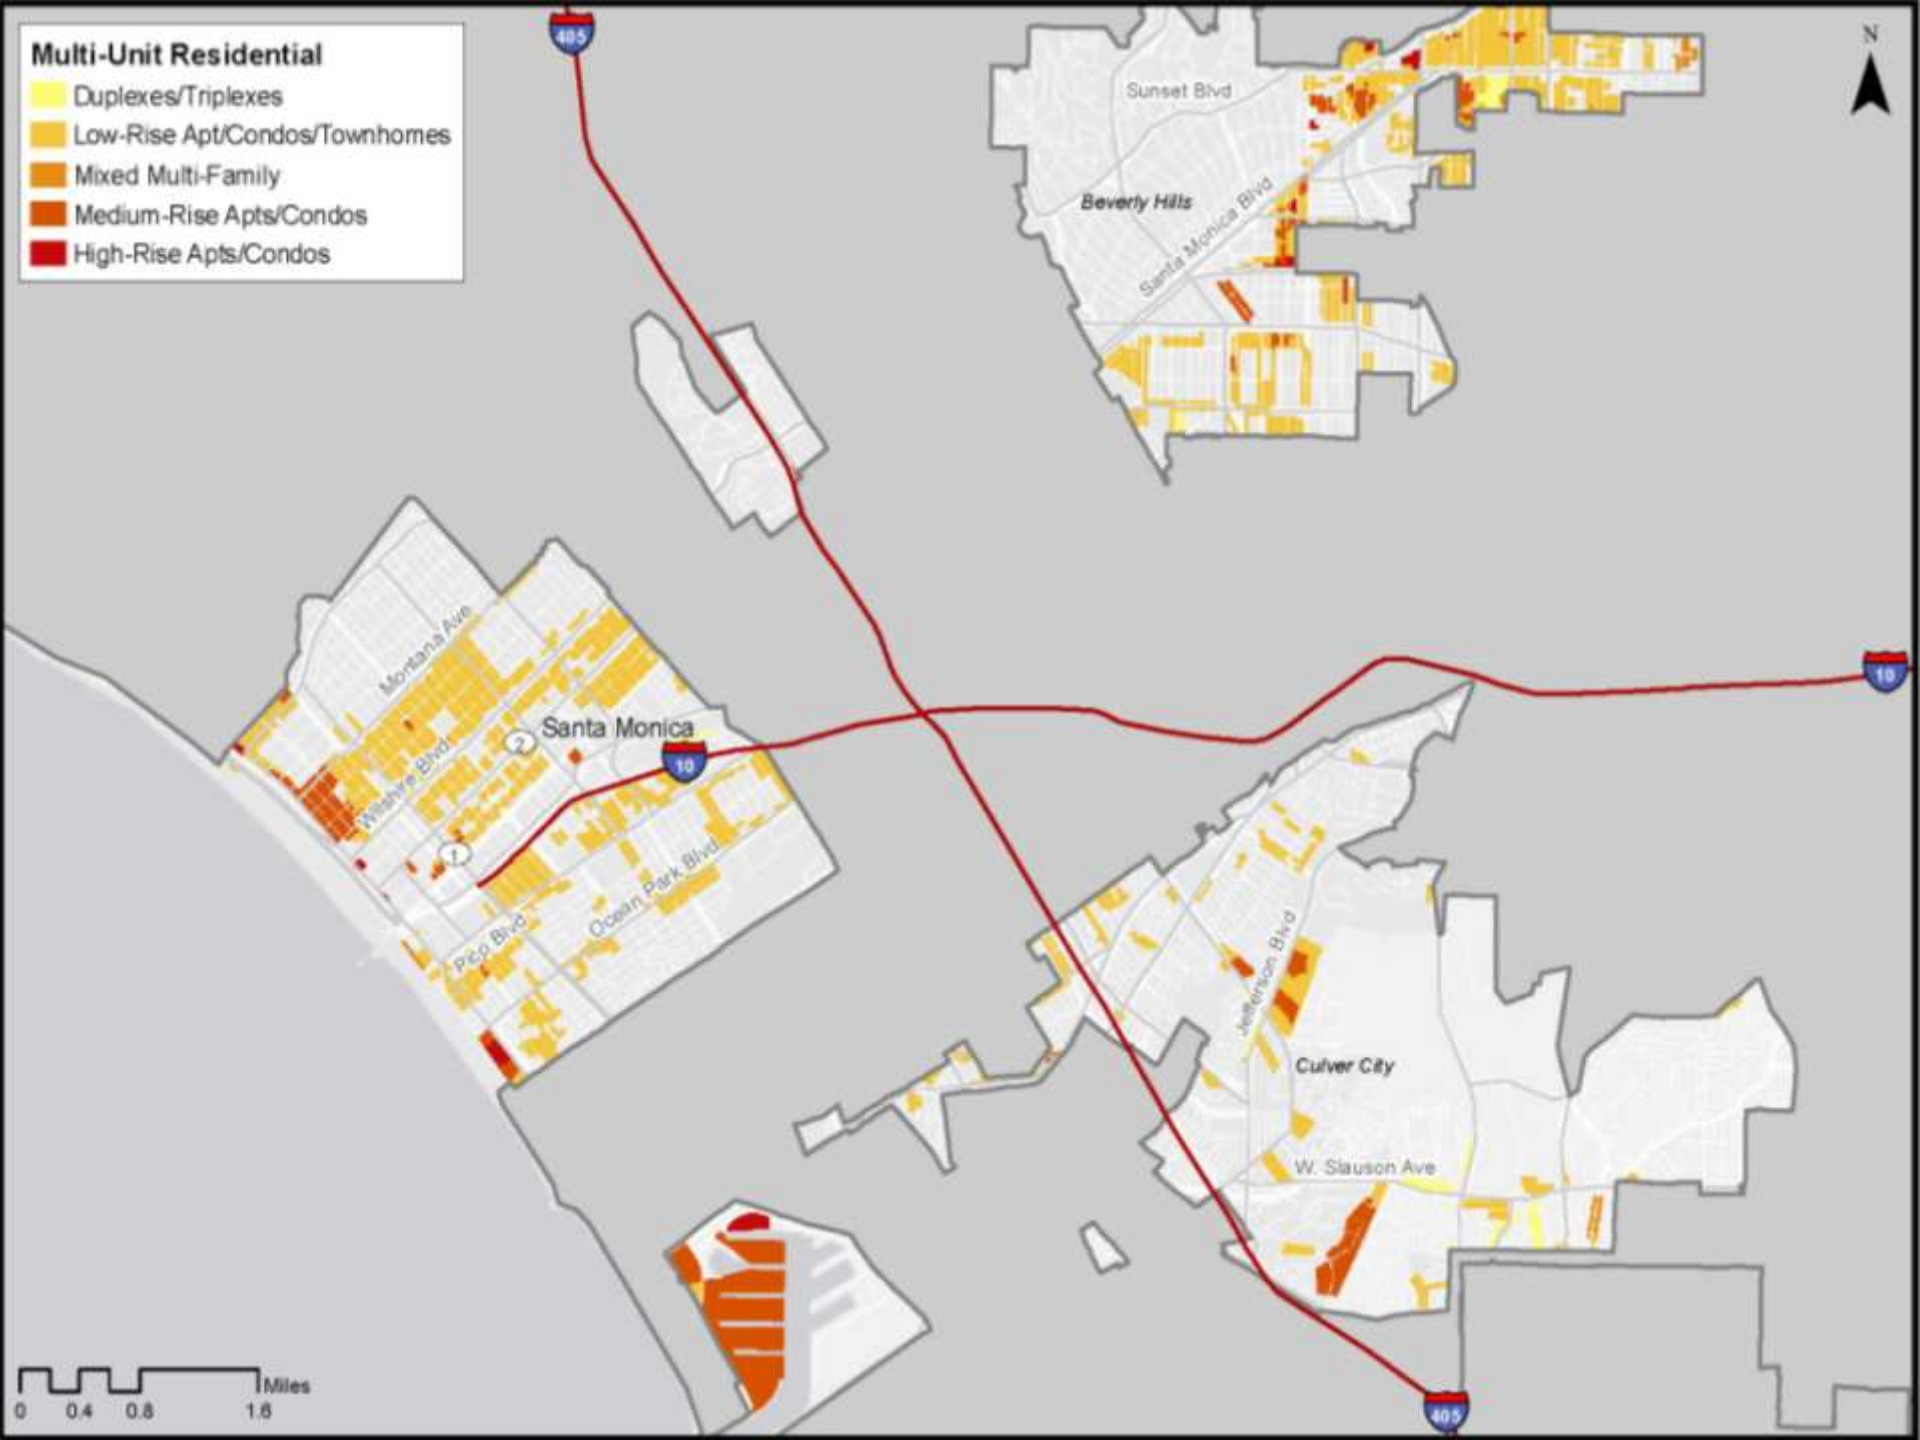 Multi-Unit Residential
Duplexes/Triplexes
Low-Rise Apt/Condos/Townhomes
Mixed Multi-Family
Medium-Rise Apts/Condos
High-Rise Apts/Condos
405
N
Sunset Blvd
Beverly Hills
Santa Monica Blvd
Montana Ave
10
Santa Monica
2
10
Wilshire Blvd
1
Ocean Park Blvd
Pico Blvd
Jefferson Blvd
Culver City
W. Slauson Ave
Miles
0 0.4 0.8 1.6
405